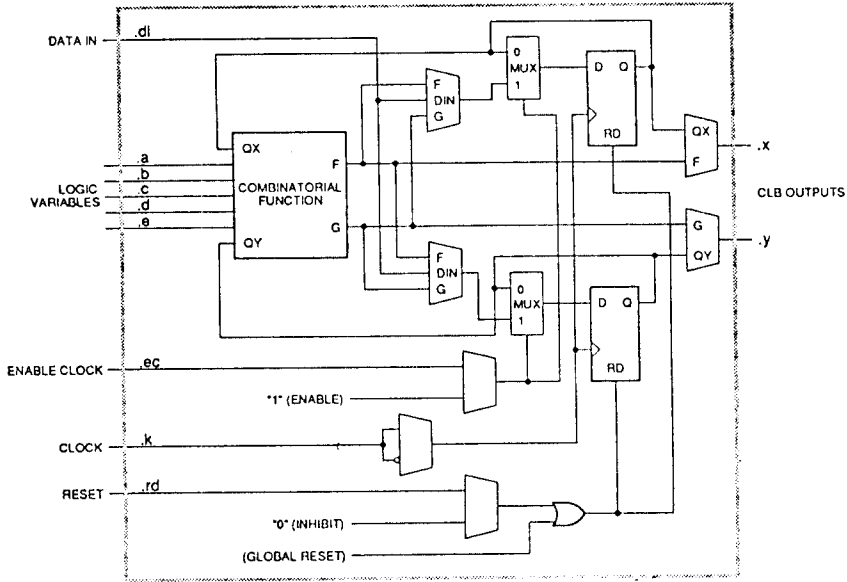 DATA IN .di
0
MUX
1
D Q
RD
F
DIN
G
QX
F
.x
QX
F
COMBINATORIAL
FUNCTION
G
QY
LOGIC
VARIABLES
.a
.b
.c
.d
.e
CLB OUTPUTS
G
QY
.y
F
DIN
G
0
MUX
1
D Q
RD
ENABLE CLOCK .ec
"1" (ENABLE)
CLOCK .k
RESET .rd
"0" (INHIBIT)
(GLOBAL RESET)